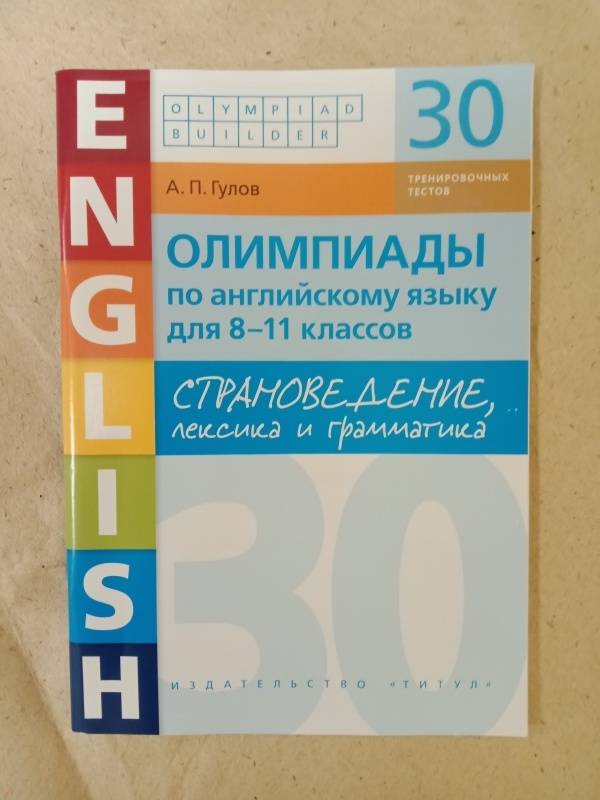 ENGLISH
OLYMPIAD
BUILDER
30
ТРЕНИРОВОЧНЫХ
ТЕСТОВ
А. П. Гулов
ОЛИМПИАДЫ
по английскому языку
для 8–11 классов
СТРАНОВЕДЕНИЕ,
лексика и грамматика
30
ИЗДАТЕЛЬСТВО «ТИТУЛ»